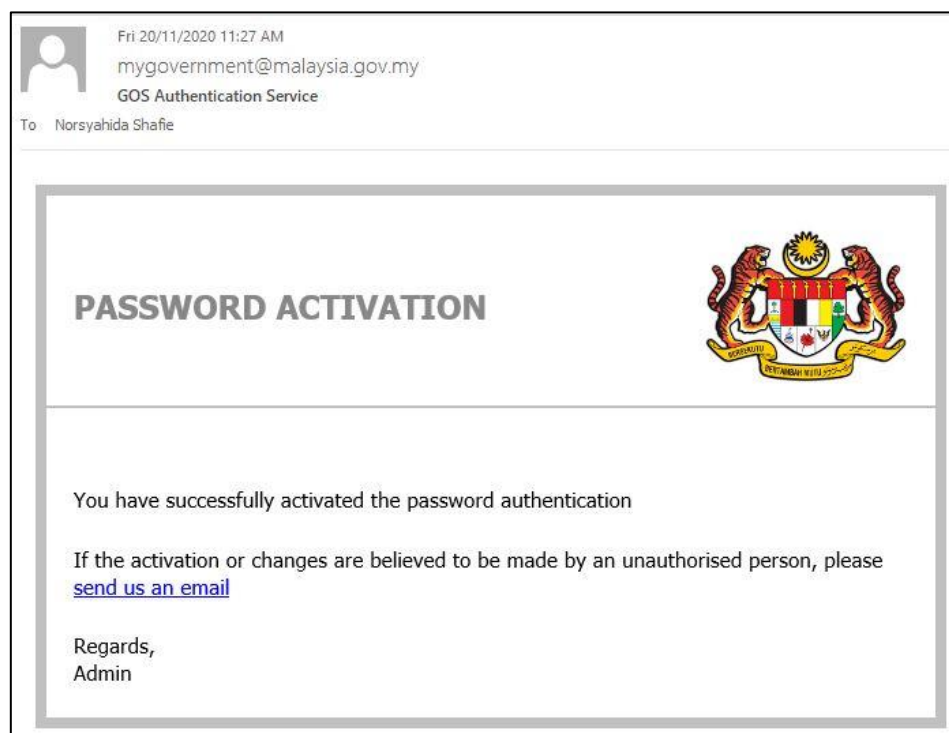 Fri 20/11/2020 11:27 AM
mygovernment@malaysia.gov.my
GOS Authentication Service
To Norsyahida Shafie
PASSWORD ACTIVATION
BERTAMBAH MUTU
You have successfully activated the password authentication
If the activation or changes are believed to be made by an unauthorised person, please
send us an email
Regards,
Admin